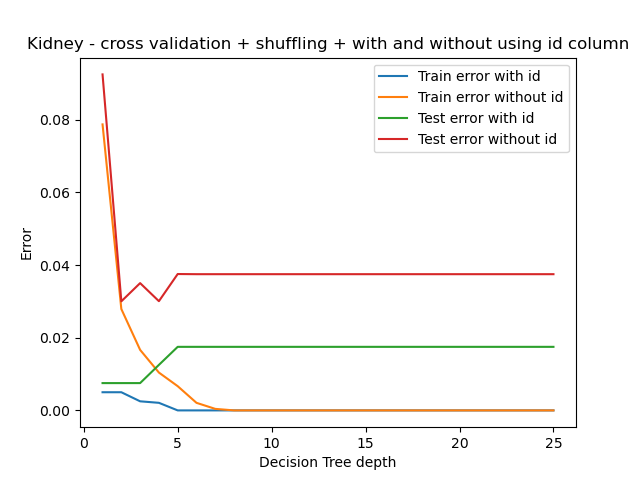 Kidney - cross validation + shuffling + with and without using id column
Train error with id
Train error without id
Test error with id
Test error without id
0.08
0.06
0.04
0.02
0.00
Error
0
5
10
15
20
25
Decision Tree depth